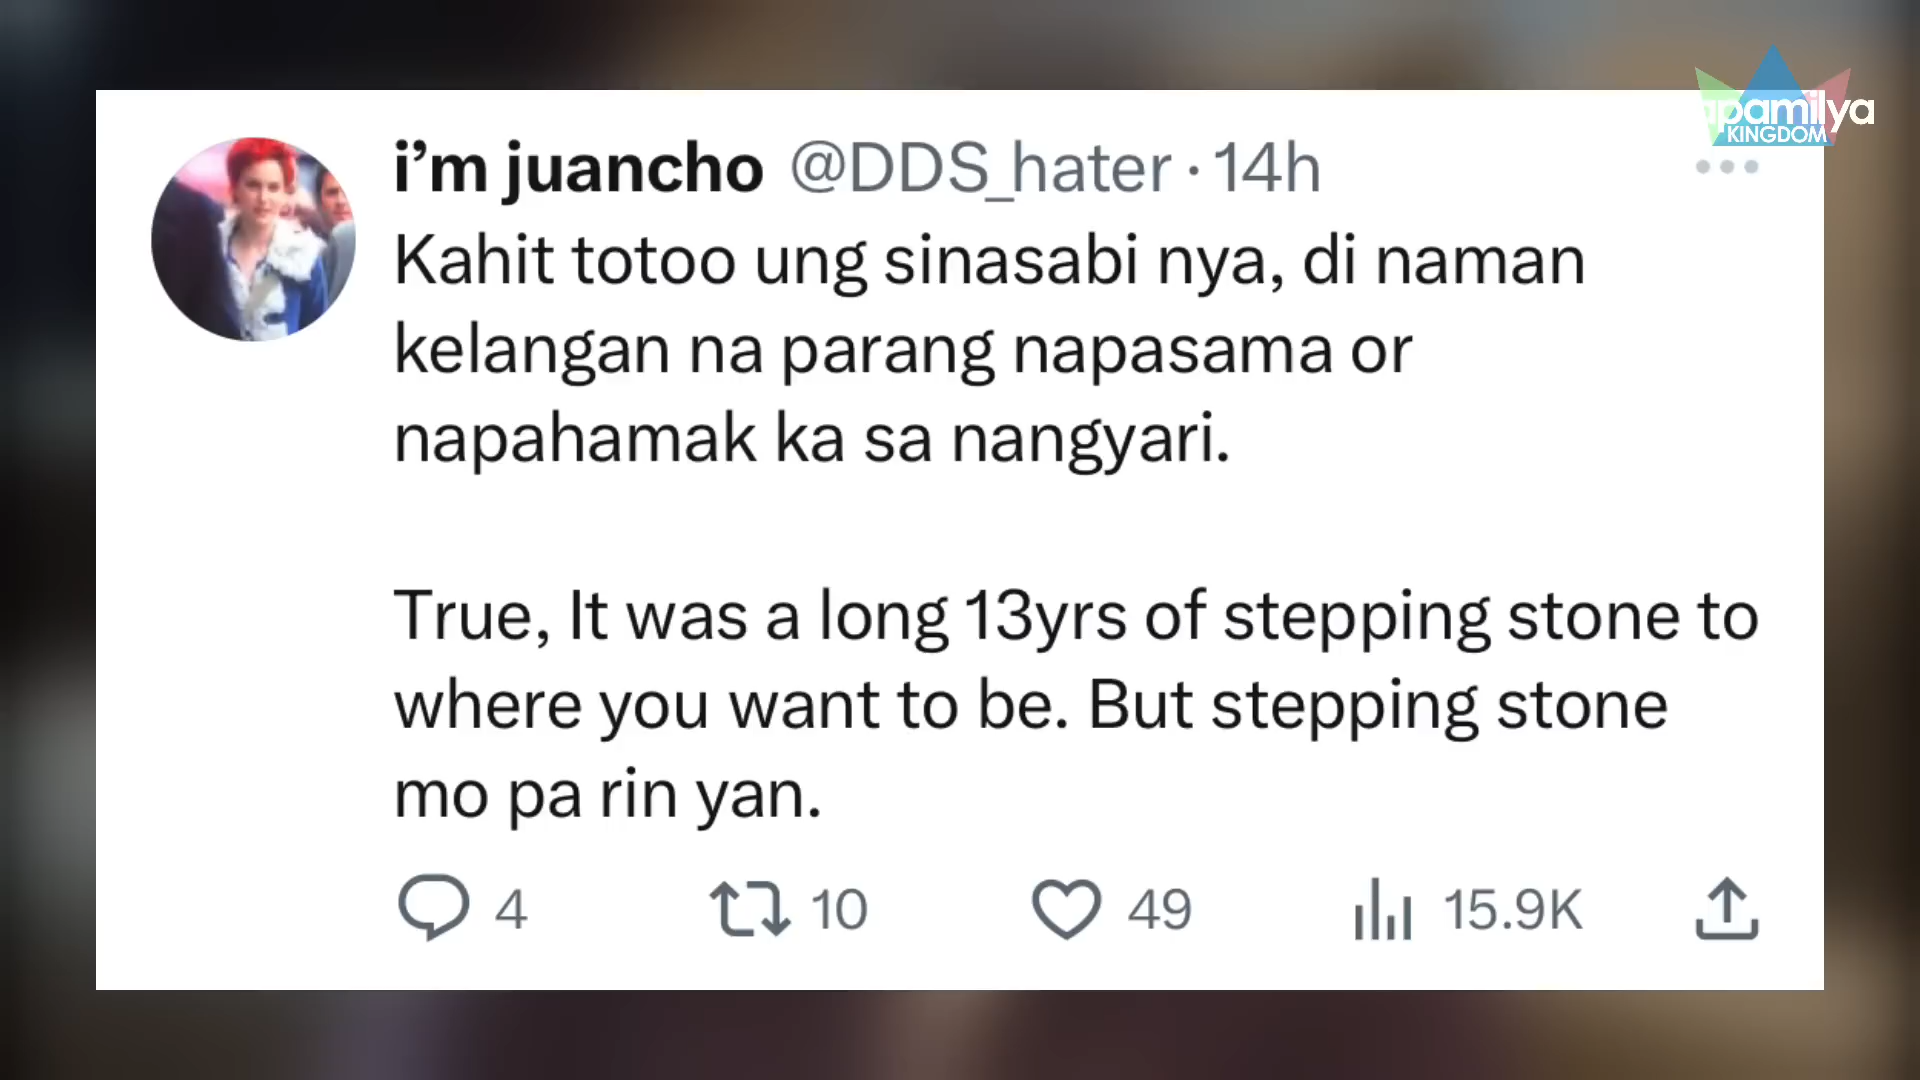 apamilya
KINGDOM
i’m juancho @DDS_hater · 14h
Kahit totoo ung sinasabi nya, di naman
kelangan na parang napasama or
napahamak ka sa nangyari.
True, It was a long 13yrs of stepping stone to
where you want to be. But stepping stone
mo pa rin yan.
4 10 49 15.9K